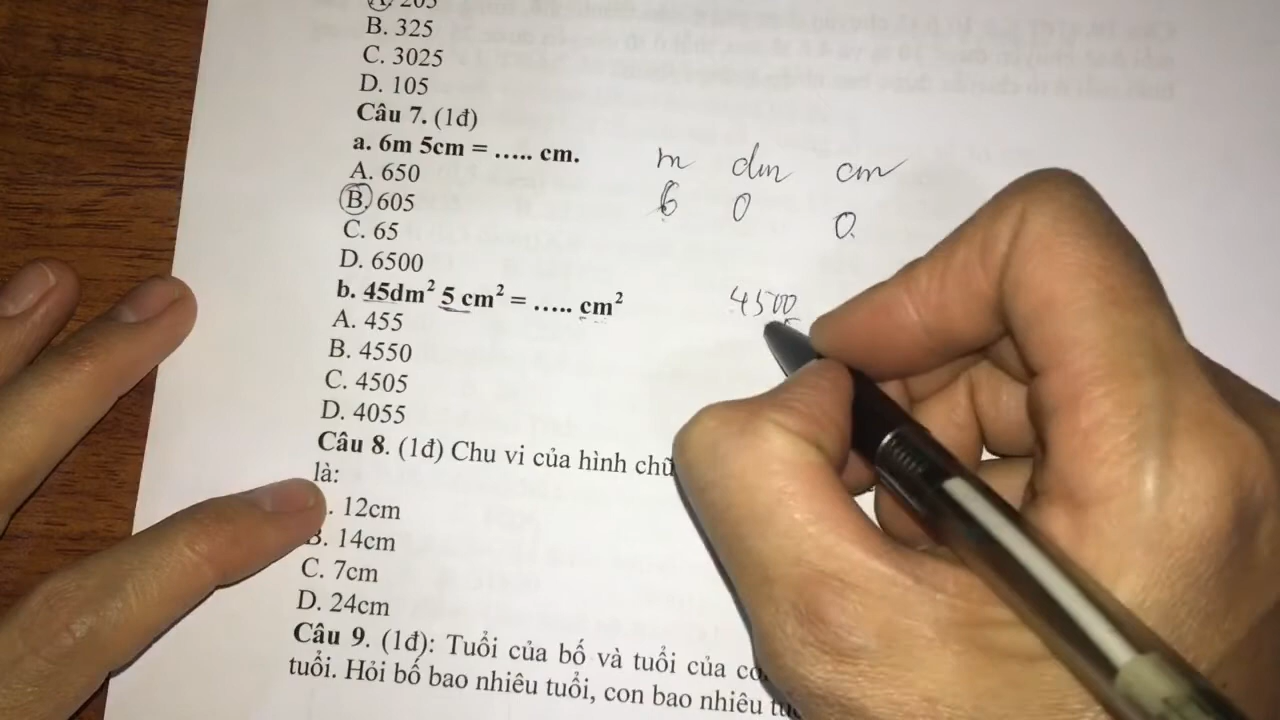 A. 205
B. 325
C. 3025
D. 105
Câu 7. (1đ)
a. 6m 5cm = ..... cm.
A. 650
B. 605
C. 65
D. 6500
m dm cm
6 0 0
b. 45dm² 5 cm² = ..... cm²
4500
A. 455
B. 4550
C. 4505
D. 4055
Câu 8. (1đ) Chu vi của hình chữ
là:
. 12cm
B. 14cm
C. 7cm
D. 24cm
Câu 9. (1đ): Tuổi của bố và tuổi của
tuổi. Hỏi bố bao nhiêu tuổi, con bao nhiêu